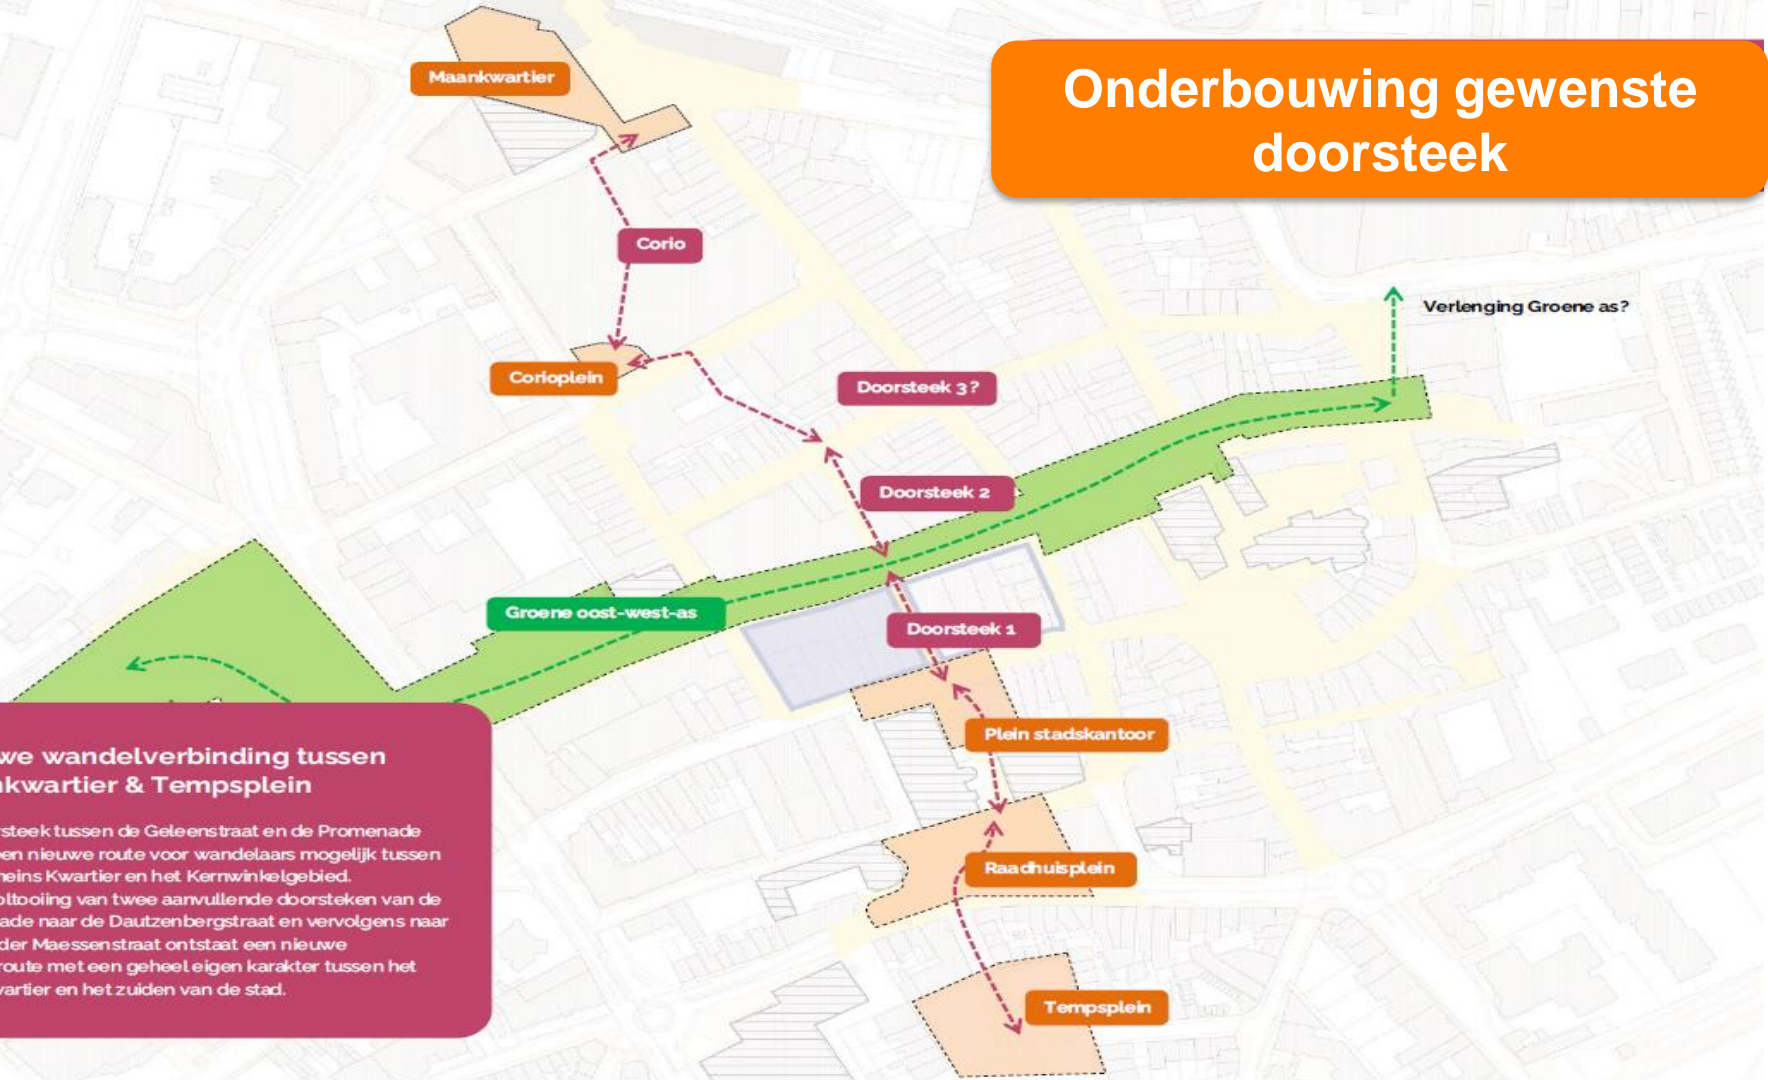 Onderbouwing gewenste
doorsteek
Maankwartier
Corio
Verlenging Groene as?
Corioplein
Doorsteek 3?
Doorsteek 2
Groene oost-west-as
Doorsteek 1
Plein stadskantoor
Raadhuisplein
Tempsplein
we wandelverbinding tussen
kwartier & Tempsplein
steek tussen de Geleenstraat en de Promenade
een nieuwe route voor wandelaars mogelijk tussen
heins Kwartier en het Kernwinkelgebied.
oltooiing van twee aanvullende doorsteken van de
ade naar de Dautzenbergstraat en vervolgens naar
der Maessenstraat ontstaat een nieuwe
route met een geheel eigen karakter tussen het
wartier en het zuiden van de stad.